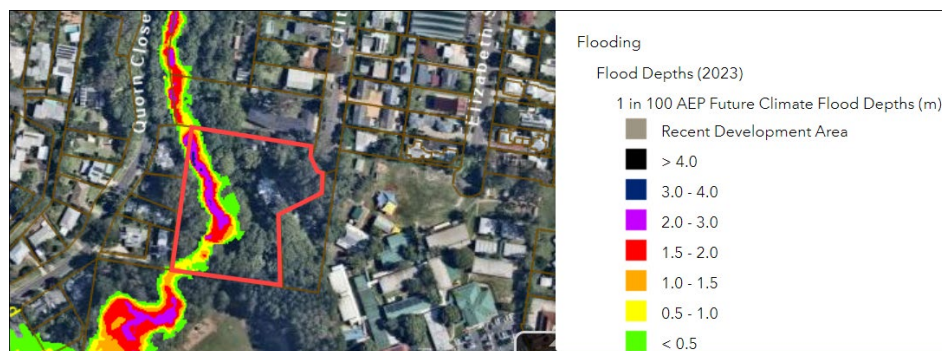 Quorn Close
Elizabeth
Flooding
Flood Depths (2023)
1 in 100 AEP Future Climate Flood Depths (m)
Recent Development Area
> 4.0
3.0 - 4.0
2.0 - 3.0
1.5 - 2.0
1.0 - 1.5
0.5 - 1.0
< 0.5